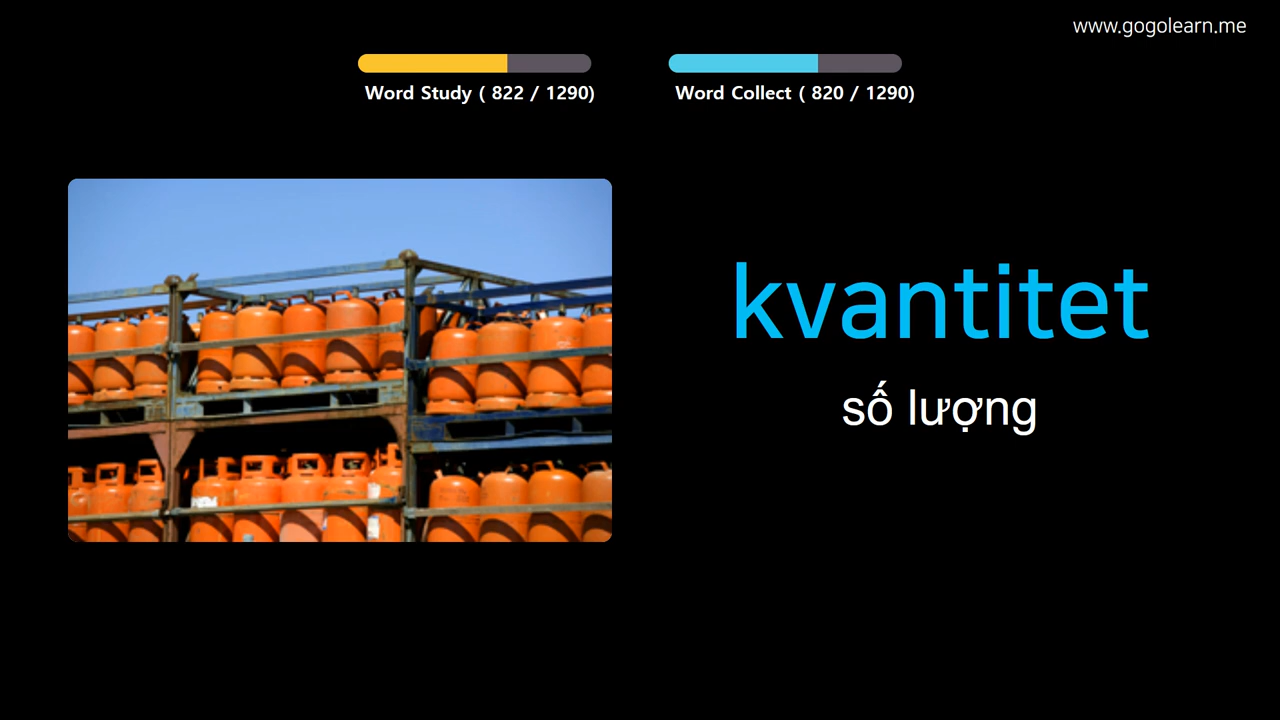 www.gogolearn.me
Word Study ( 822 / 1290)
Word Collect ( 820 / 1290)
kvantitet
số lượng